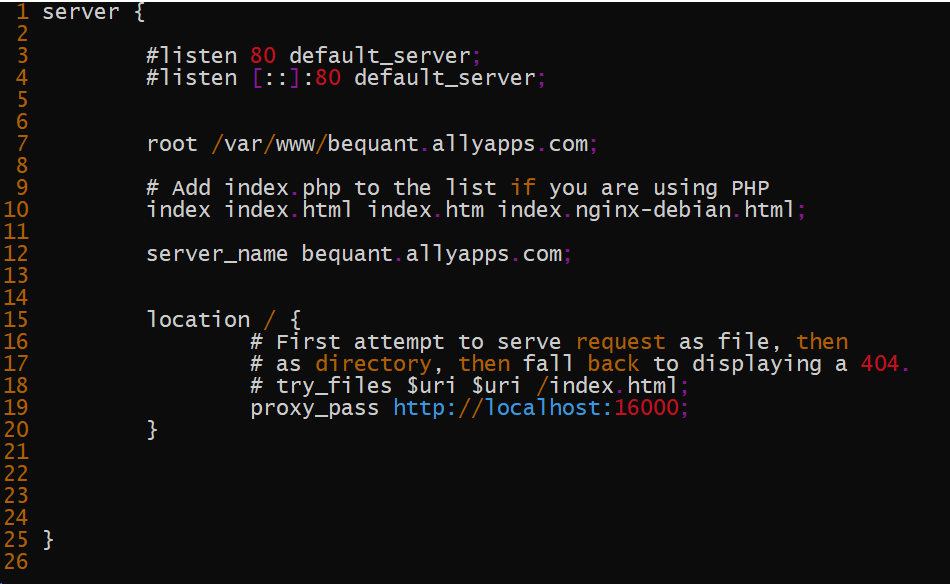 1 server {
2
3 #listen 80 default_server;
4 #listen [::]:80 default_server;
5
6
7 root /var/www/bequant.allyapps.com;
8
9 # Add index.php to the list if you are using PHP
10 index index.html index.htm index.nginx-debian.html;
11
12 server_name bequant.allyapps.com;
13
14
15 location / {
16 # First attempt to serve request as file, then
17 # as directory, then fall back to displaying a 404.
18 # try_files $uri $uri /index.html;
19 proxy_pass http://localhost:16000;
20 }
21
22
23
24
25 }
26